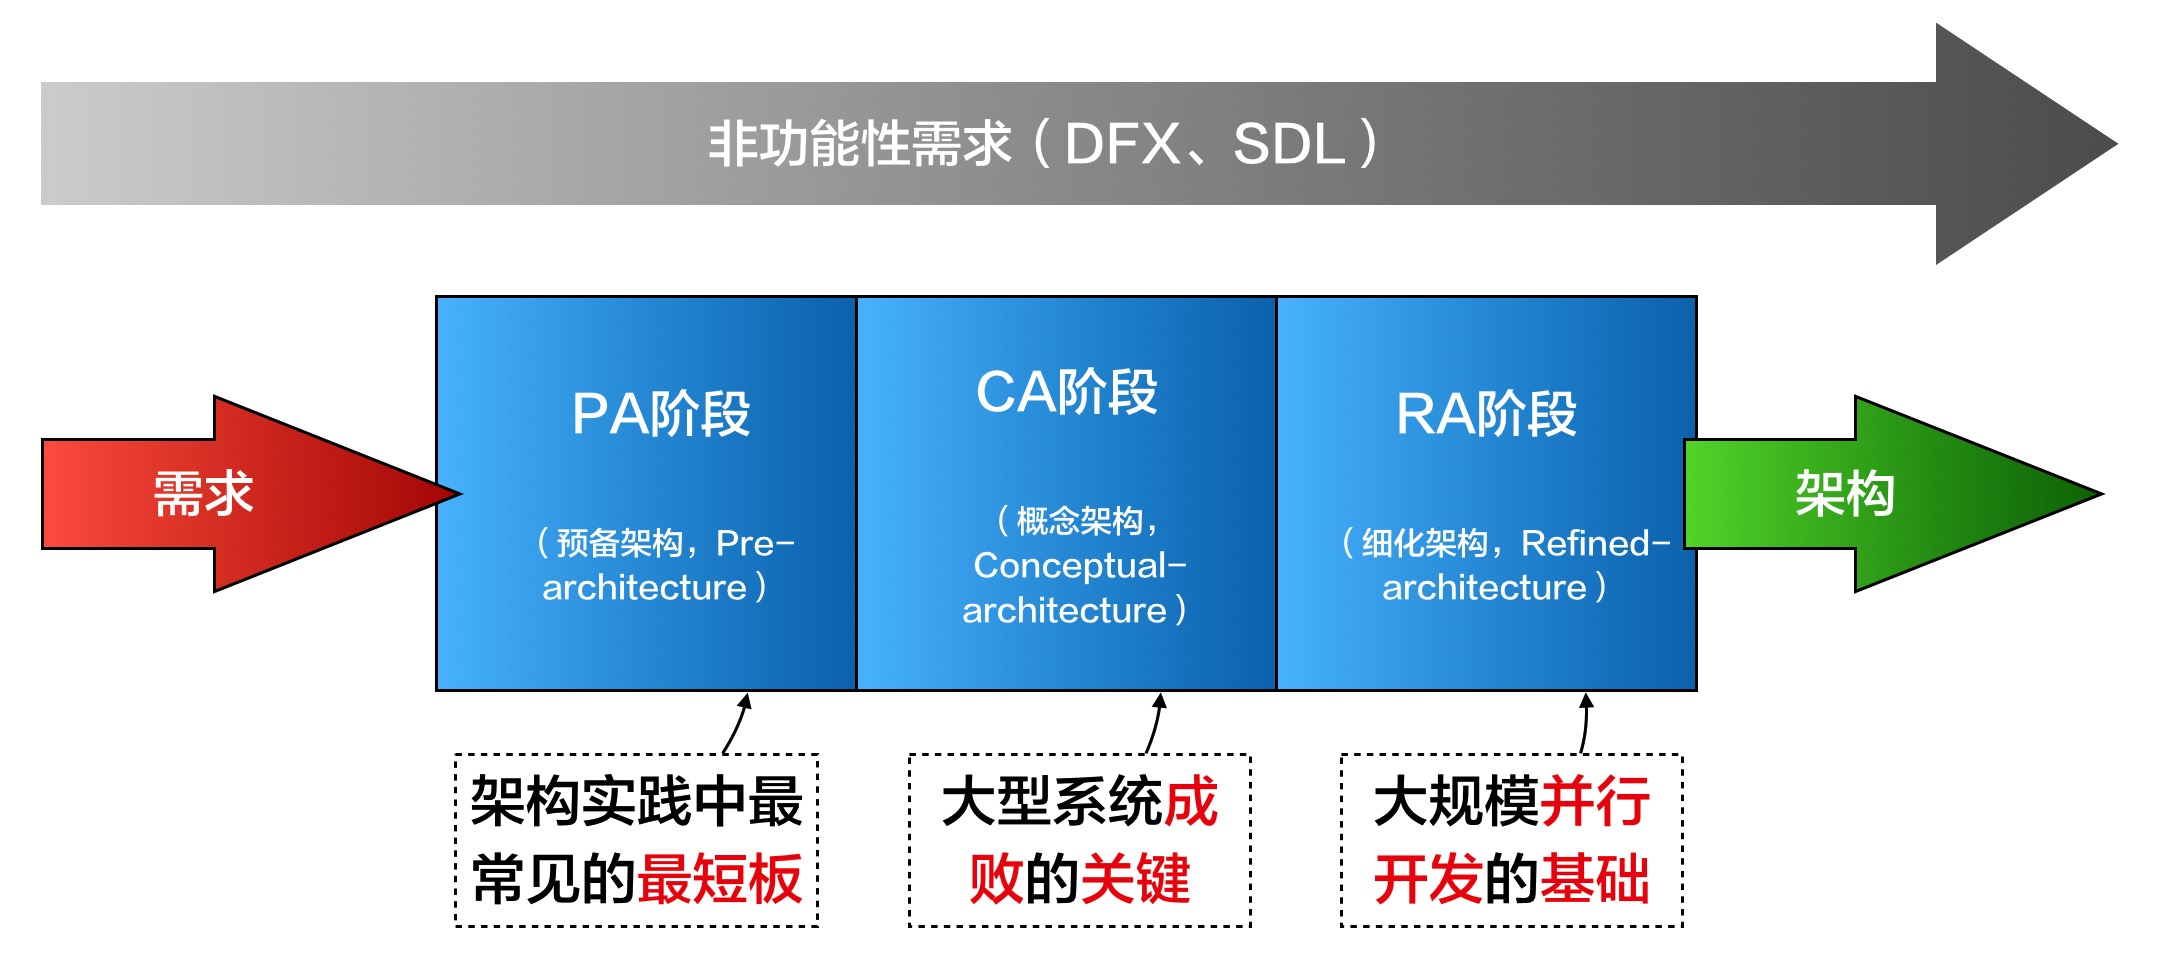 非功能性需求（DFX、SDL）
需求
PA阶段
（预备架构，Pre-
architecture）
CA阶段
（概念架构，
Conceptual-
architecture）
RA阶段
（细化架构，Refined-
architecture）
架构
架构实践中最
常见的最短板
大型系统成
败的关键
大规模并行
开发的基础